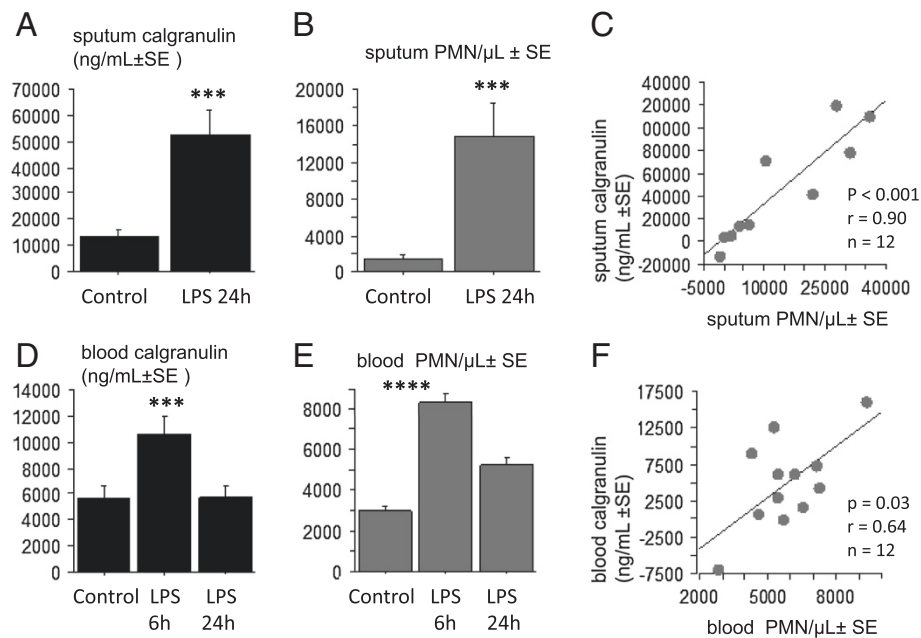 A
sputum calgranulin
(ng/mL±SE )
70000
60000
50000
40000
30000
20000
10000
0
***
Control
LPS 24h
B
sputum PMN/µL ± SE
20000
16000
12000
8000
4000
0
***
Control
LPS 24h
C
sputum calgranulin
(ng/mL ±SE)
40000
20000
00000
80000
60000
40000
20000
0
-20000
P < 0.001
r = 0.90
n = 12
-5000
10000
25000
40000
sputum PMN/µL± SE
D
blood calgranulin
(ng/mL±SE )
14000
12000
10000
8000
6000
4000
2000
0
***
Control
LPS
6h
LPS
24h
E
blood PMN/µL± SE
8000
6000
4000
2000
0
****
Control
LPS
6h
LPS
24h
F
blood calgranulin
(ng/mL ±SE)
17500
12500
7500
2500
-2500
-7500
p = 0.03
r = 0.64
n = 12
2000
5000
8000
blood PMN/µL± SE